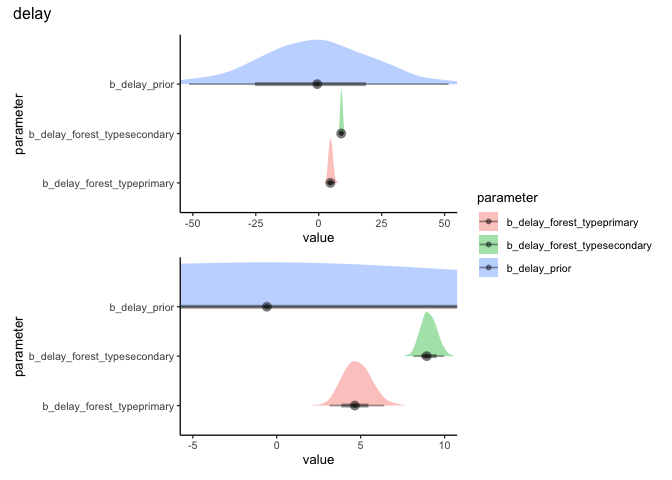 delay
parameter
b_delay_prior
b_delay_forest_typesecondary
b_delay_forest_typeprimary
-50 -25 0 25 50
value
parameter
b_delay_forest_typeprimary
b_delay_forest_typesecondary
b_delay_prior
parameter
b_delay_prior
b_delay_forest_typesecondary
b_delay_forest_typeprimary
-5 0 5 10
value